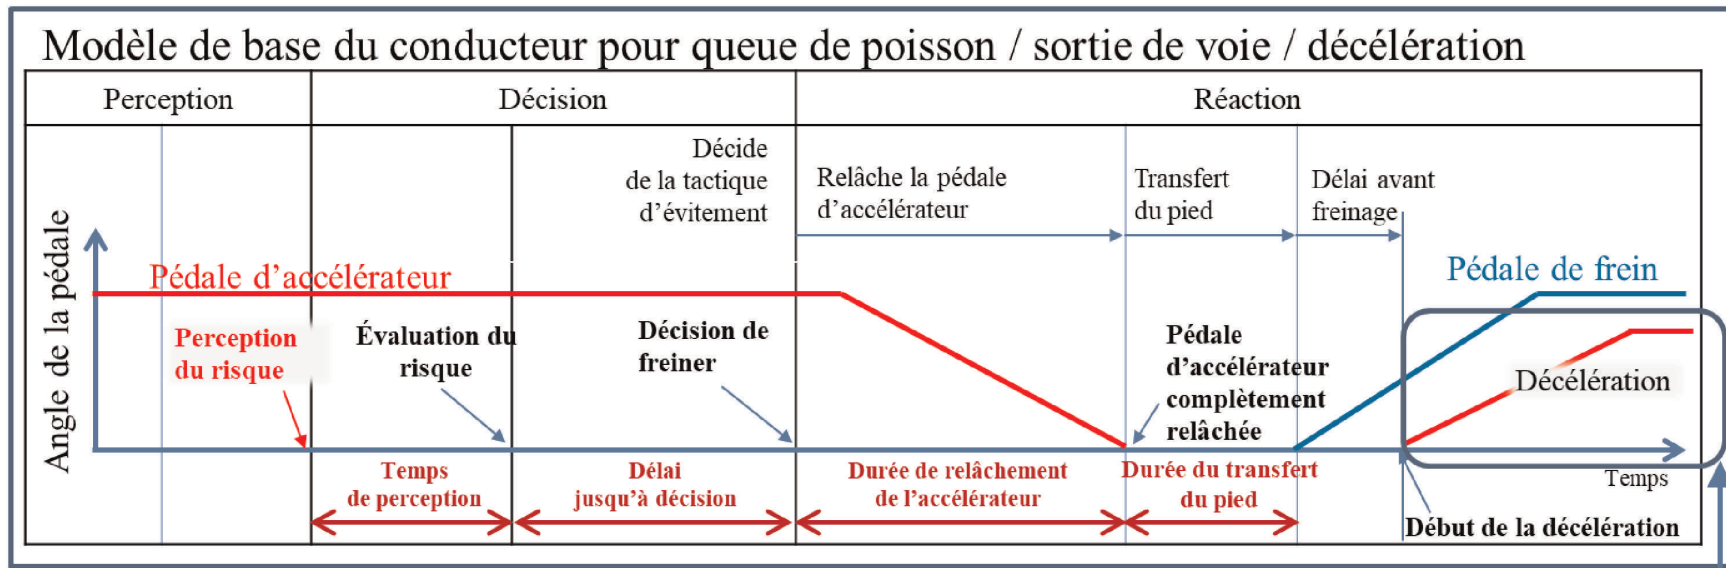 Modèle de base du conducteur pour queue de poisson / sortie de voie / décélération
Perception
Décision
Réaction
Décide
de la tactique
d’évitement
Relâche la pédale
d’accélérateur
Transfert
du pied
Délai avant
freinage
Angle de la pédale
Pédale d’accélérateur
Pédale de frein
Perception
du risque
Évaluation du
risque
Décision de
freiner
Pédale
d’accélérateur
complètement
relâchée
Décélération
Temps
de perception
Délai
jusqu’à décision
Durée de relâchement
de l’accélérateur
Durée du transfert
du pied
Temps
Début de la décélération